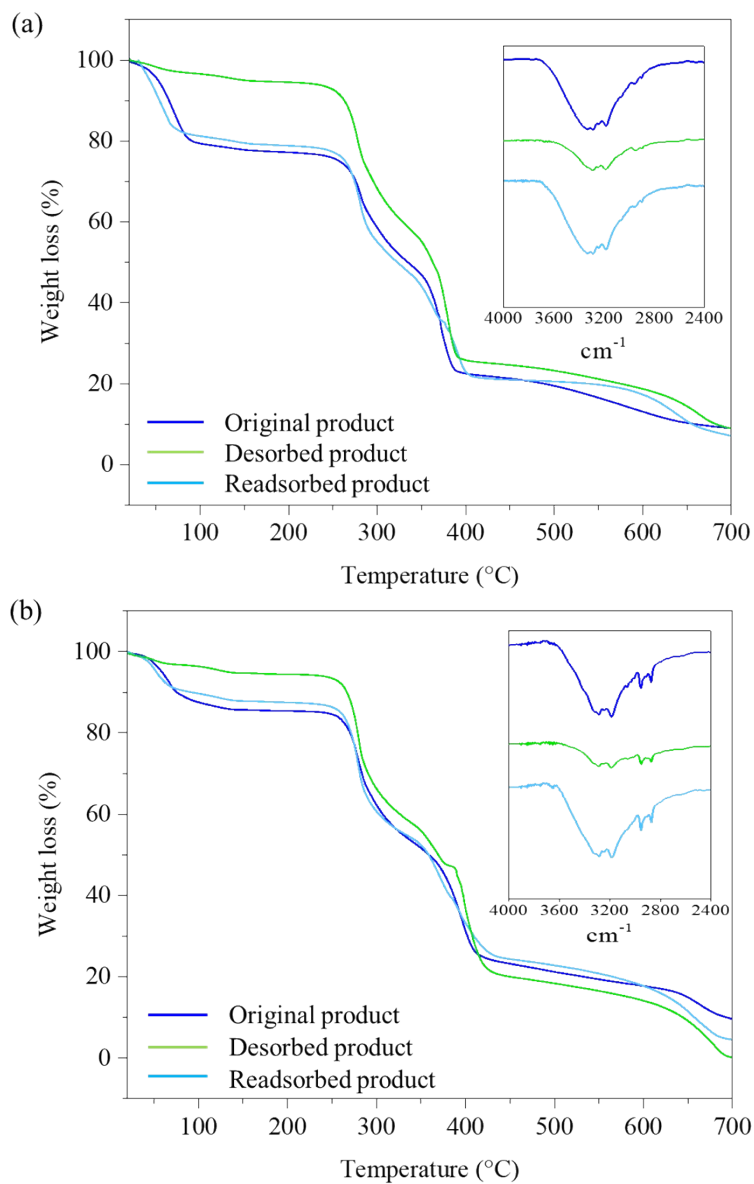 (a)
100
80
60
40
20
0
Weight loss (%)
4000 3600 3200 2800 2400
cm⁻¹
Original product
Desorbed product
Readsorbed product
100 200 300 400 500 600 700
Temperature (°C)
(b)
100
80
60
40
20
0
Weight loss (%)
4000 3600 3200 2800 2400
cm⁻¹
Original product
Desorbed product
Readsorbed product
100 200 300 400 500 600 700
Temperature (°C)